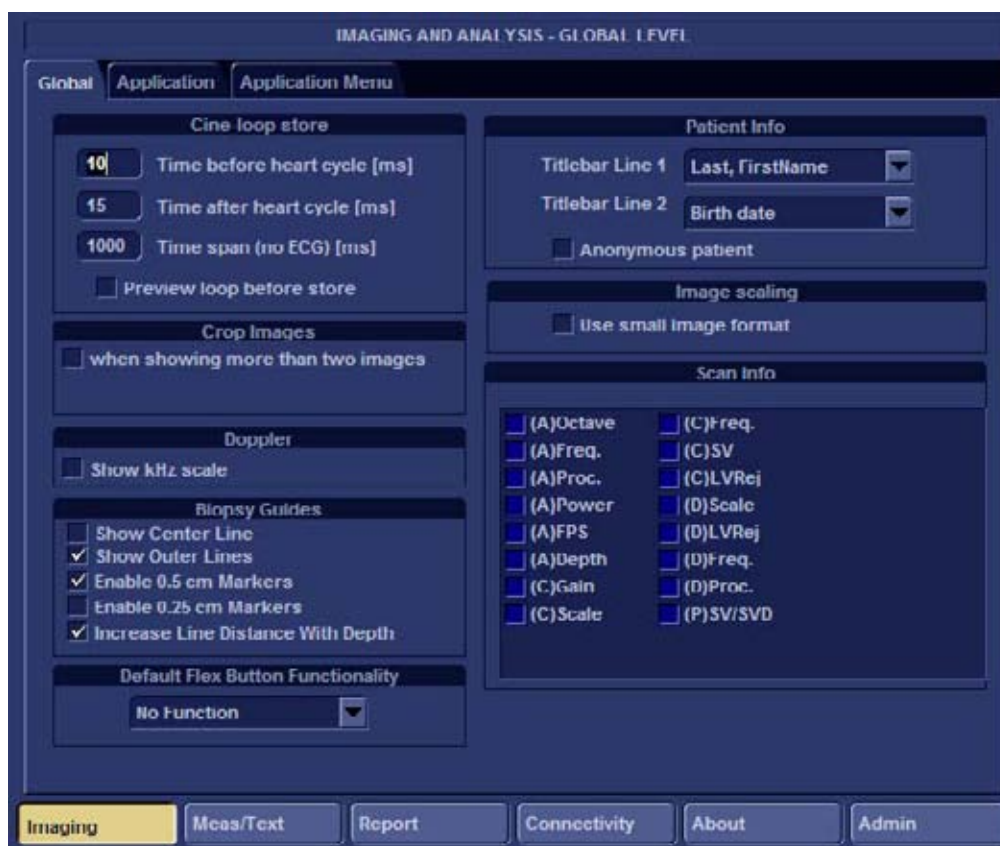 IMAGING AND ANALYSIS - GLOBAL LEVEL
Global
Application
Application Menu
Cine loop store
10
Time before heart cycle [ms]
15
Time after heart cycle [ms]
1000
Time span (no ECG) [ms]
Preview loop before store
Crop Images
when showing more than two images
Doppler
Show kHz scale
Biopsy Guides
Show Center Line
Show Outer Lines
Enable 0.5 cm Markers
Enable 0.25 cm Markers
Increase Line Distance With Depth
Default Flex Button Functionality
No Function
Patient Info
Titlebar Line 1
Last, FirstName
Titlebar Line 2
Birth date
Anonymous patient
Image scaling
Use small image format
Scan Info
(A)Octave
(C)Freq.
(A)Freq.
(C)SV
(A)Proc.
(C)LVRej
(A)Power
(D)Scale
(A)FPS
(D)LVRej
(A)Depth
(D)Freq.
(C)Gain
(D)Proc.
(C)Scale
(P)SV/SVD
Imaging
Meas/Text
Report
Connectivity
About
Admin